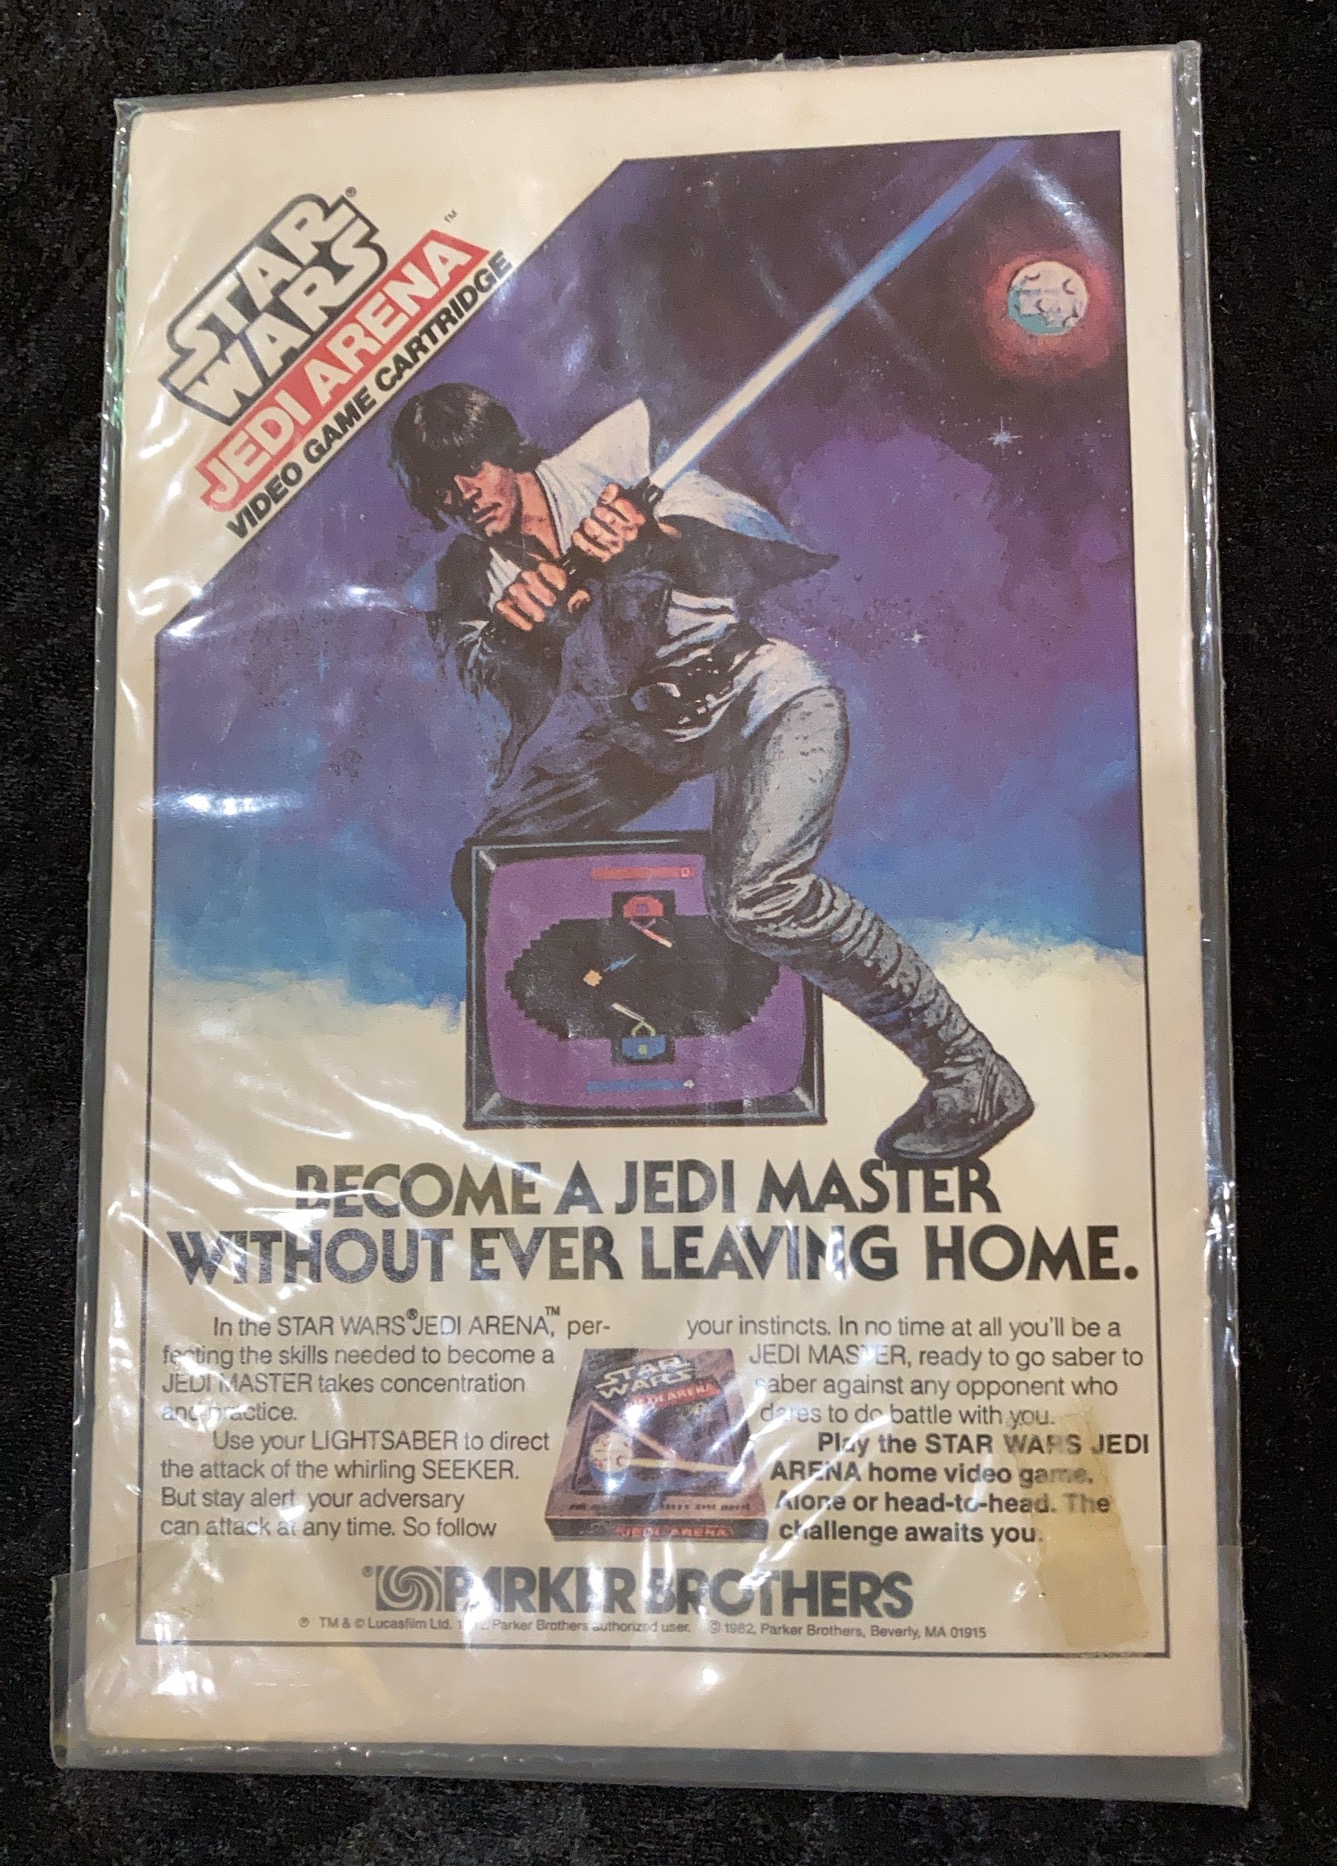 STAR®
WARS
JEDI ARENA™
VIDEO GAME CARTRIDGE
0
4
BECOME A JEDI MASTER
WITHOUT EVER LEAVING HOME.
In the STAR WARS® JEDI ARENA,™ per-
fecting the skills needed to become a
JEDI MASTER takes concentration
and practice.
Use your LIGHTSABER to direct
the attack of the whirling SEEKER.
But stay alert, your adversary
can attack at any time. So follow
your instincts. In no time at all you'll be a
JEDI MASTER, ready to go saber to
saber against any opponent who
dares to do battle with you.
Play the STAR WARS JEDI
ARENA home video game.
Alone or head-to-head. The
challenge awaits you.
STAR
WARS
JEDI ARENA
JEDI ARENA
® PARKER BROTHERS
® TM & © Lucasfilm Ltd. Parker Brothers authorized user. © 1982, Parker Brothers, Beverly, MA 01915